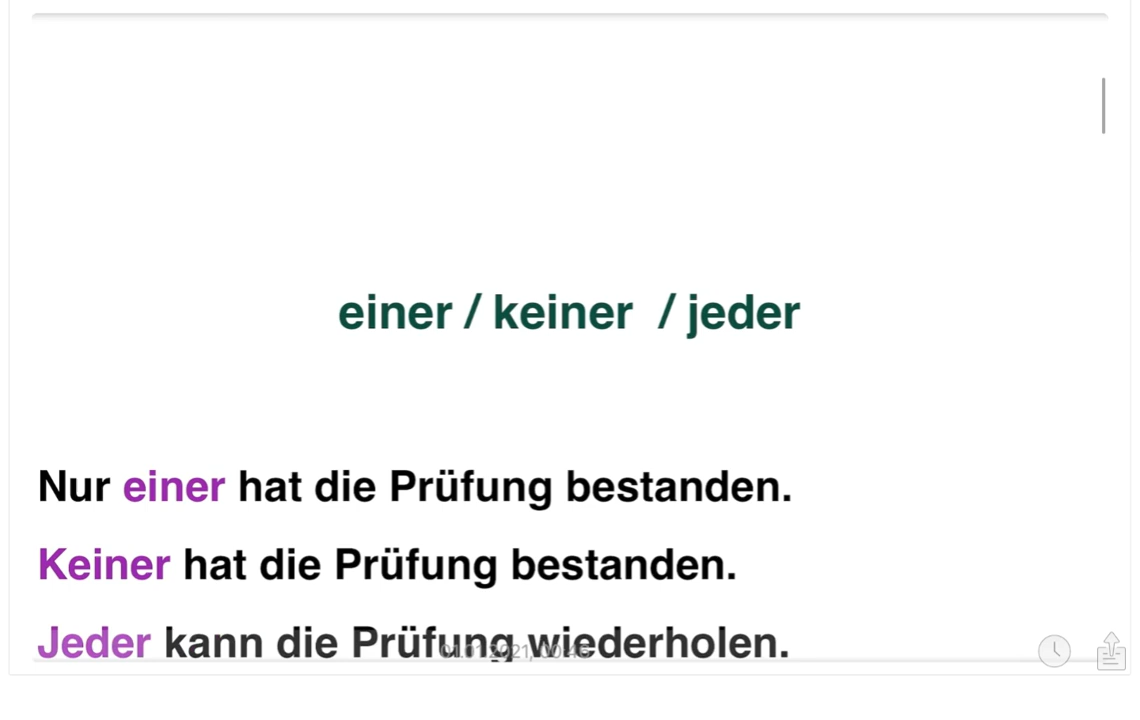 einer / keiner / jeder
Nur einer hat die Prüfung bestanden.
Keiner hat die Prüfung bestanden.
Jeder kann die Prüfung wiederholen.